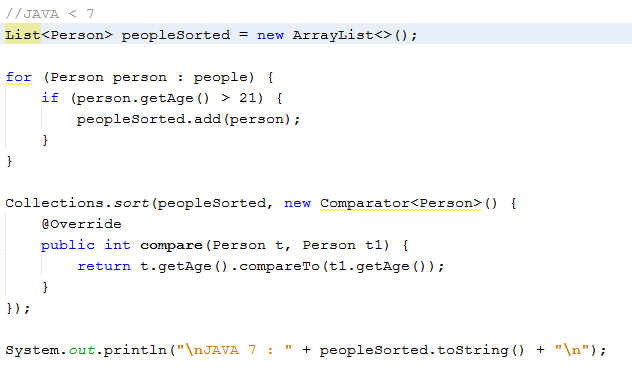 //JAVA < 7
List<Person> peopleSorted = new ArrayList<>();

for (Person person : people) {
    if (person.getAge() > 21) {
        peopleSorted.add(person);
    }
}

Collections.sort(peopleSorted, new Comparator<Person>() {
    @Override
    public int compare(Person t, Person t1) {
        return t.getAge().compareTo(t1.getAge());
    }
});

System.out.println("\nJAVA 7 : " + peopleSorted.toString() + "\n");